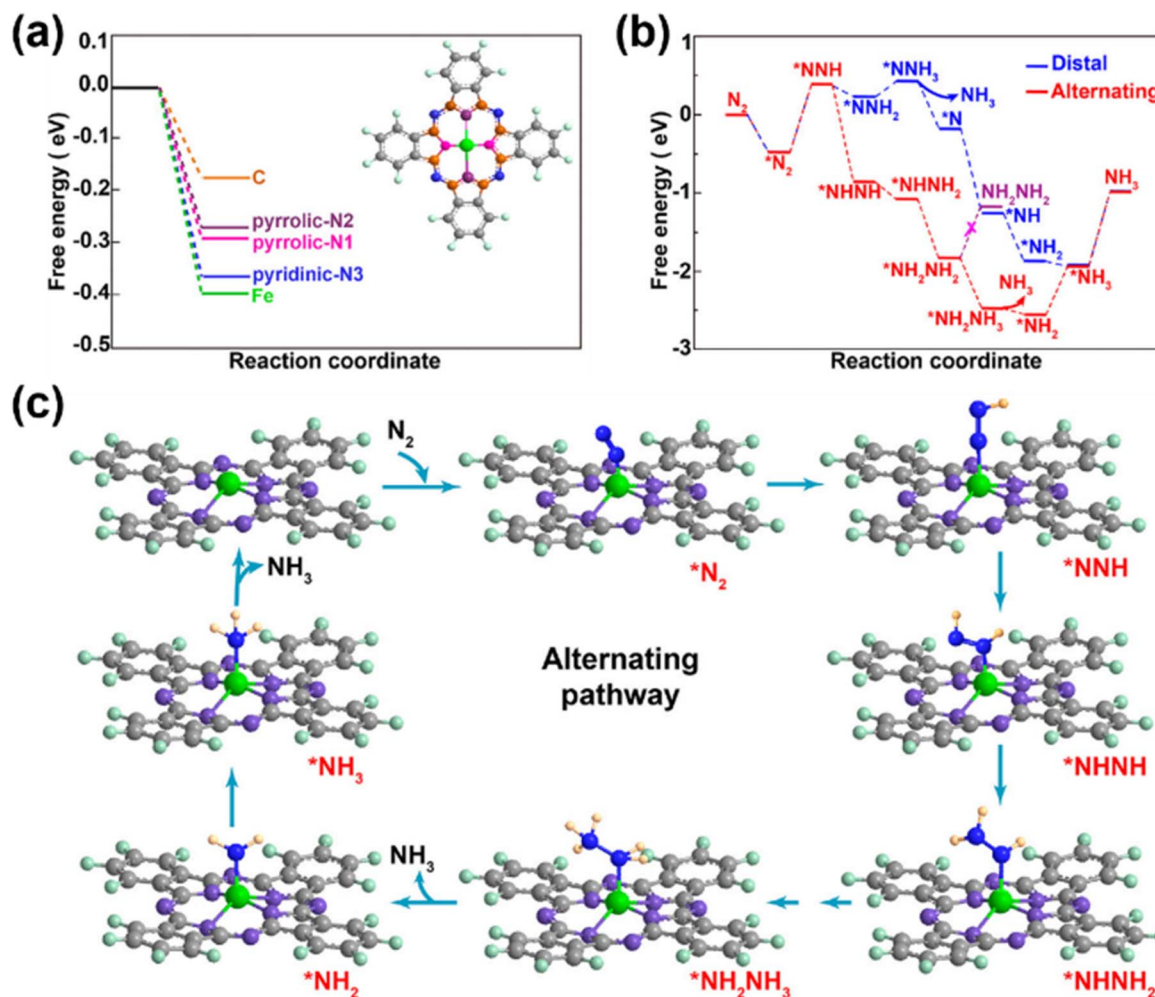 (a)
0.1
0.0
-0.1
-0.2
-0.3
-0.4
-0.5
Free energy ( eV)
C
pyrrolic-N2
pyrrolic-N1
pyridinic-N3
Fe
Reaction coordinate
(b)
1
0
-1
-2
-3
Free energy ( eV)
Distal
Alternating
N₂
*N₂
*NNH
*NNH₂
*NNH₃
NH₃
*N
*NHNH
*NHNH₂
NH₂NH₂
x
*NH
*NH₂NH₂
*NH₂
NH₃
*NH₂NH₃
*NH₂
*NH₃
NH₃
Reaction coordinate
(c)
N₂
*N₂
*NNH
NH₃
Alternating
pathway
*NH₃
*NHNH
NH₃
*NH₂
*NH₂NH₃
*NHNH₂